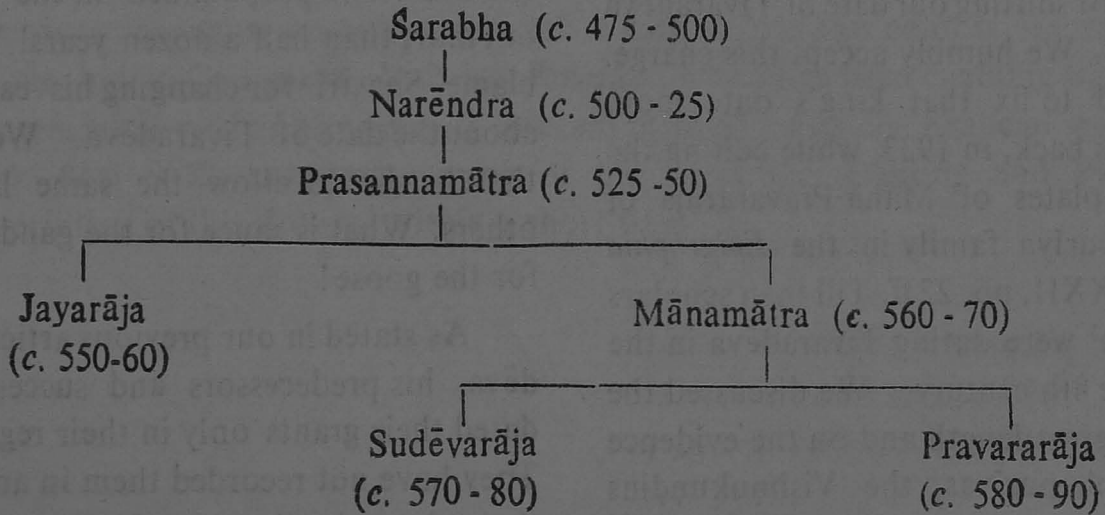 Śarabha (c. 475 - 500)
Narēndra (c. 500 - 25)
Prasannamātra (c. 525 -50)
Jayarāja
(c. 550-60)
Mānamātra (c. 560 - 70)
Sudēvarāja
(c. 570 - 80)
Pravararāja
(c. 580 - 90)